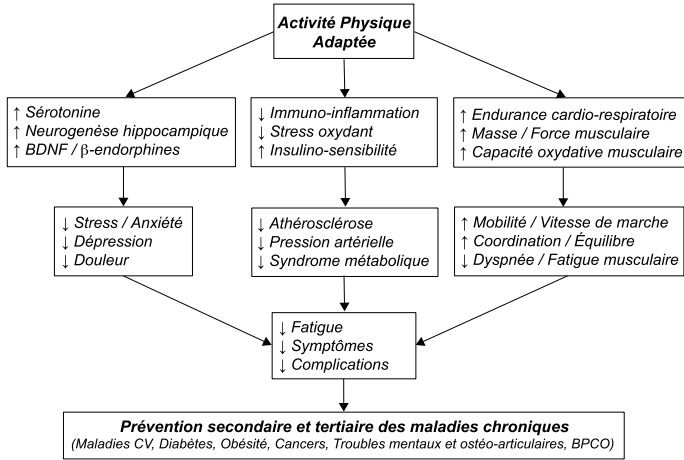 Activité Physique
Adaptée
↑ Sérotonine
↑ Neurogenèse hippocampique
↑ BDNF / β-endorphines
↓ Immuno-inflammation
↓ Stress oxydant
↑ Insulino-sensibilité
↑ Endurance cardio-respiratoire
↑ Masse / Force musculaire
↑ Capacité oxydative musculaire
↓ Stress / Anxiété
↓ Dépression
↓ Douleur
↓ Athérosclérose
↓ Pression artérielle
↓ Syndrome métabolique
↑ Mobilité / Vitesse de marche
↑ Coordination / Équilibre
↓ Dyspnée / Fatigue musculaire
↓ Fatigue
↓ Symptômes
↓ Complications
Prévention secondaire et tertiaire des maladies chroniques
(Maladies CV, Diabètes, Obésité, Cancers, Troubles mentaux et ostéo-articulaires, BPCO)